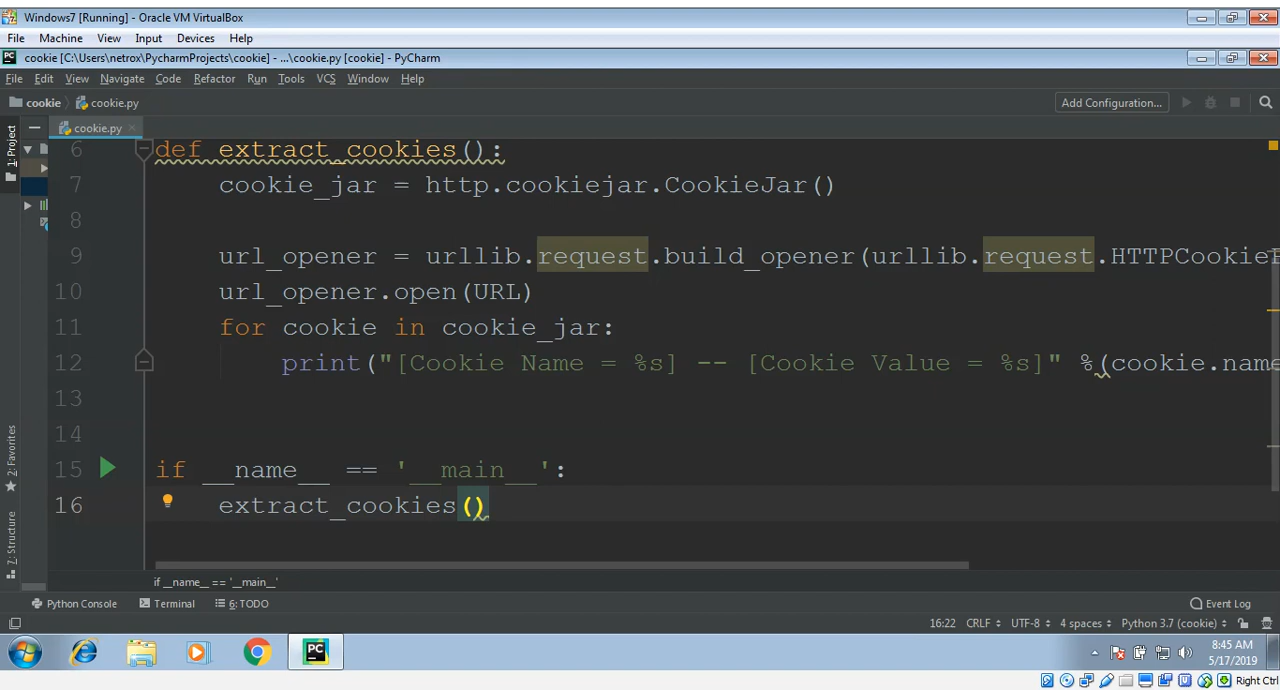 Windows7 [Running] - Oracle VM VirtualBox
File Machine View Input Devices Help
cookie [C:\Users\netrox\PycharmProjects\cookie] - ...\cookie.py [cookie] - PyCharm
File Edit View Navigate Code Refactor Run Tools VCS Window Help
cookie cookie.py Add Configuration...
cookie.py
1: Project
6 def extract_cookies():
7 cookie_jar = http.cookiejar.CookieJar()
8
9 url_opener = urllib.request.build_opener(urllib.request.HTTPCookie
10 url_opener.open(URL)
11 for cookie in cookie_jar:
12 print("[Cookie Name = %s] -- [Cookie Value = %s]" %(cookie.name
13
14
15 if __name__ == '__main__':
16 extract_cookies()
2: Favorites
7: Structure
if __name__ == '__main__'
Python Console Terminal 6: TODO Event Log
16:22 CRLF UTF-8 4 spaces Python 3.7 (cookie)
8:45 AM
5/17/2019
Right Ctrl